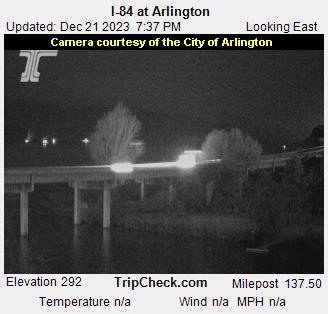 I-84 at Arlington
Updated: Dec 21 2023 7:37 PM Looking East
Camera courtesy of the City of Arlington
Elevation 292 TripCheck.com Milepost 137.50
Temperature n/a Wind n/a MPH n/a